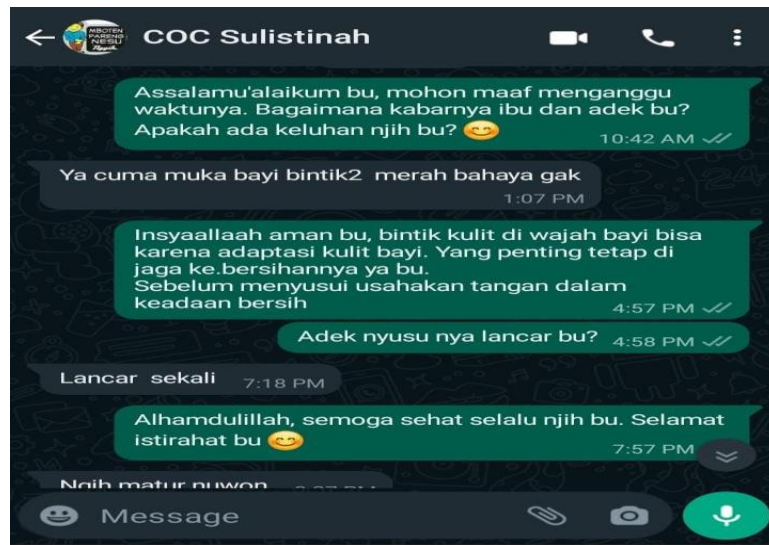 MBOTEN
PARENG
NESU
COC Sulistinah
Assalamu'alaikum bu, mohon maaf menganggu
waktunya. Bagaimana kabarnya ibu dan adek bu?
Apakah ada keluhan njih bu? 😊
10:42 AM
Ya cuma muka bayi bintik2 merah bahaya gak
1:07 PM
Insyaallaah aman bu, bintik kulit di wajah bayi bisa
karena adaptasi kulit bayi. Yang penting tetap di
jaga ke.bersihannya ya bu.
Sebelum menyusui usahakan tangan dalam
keadaan bersih
4:57 PM
Adek nyusu nya lancar bu? 4:58 PM
Lancar sekali 7:18 PM
Alhamdulillah, semoga sehat selalu njih bu. Selamat
istirahat bu 😊
7:57 PM
Ngih matur nuwon
Message